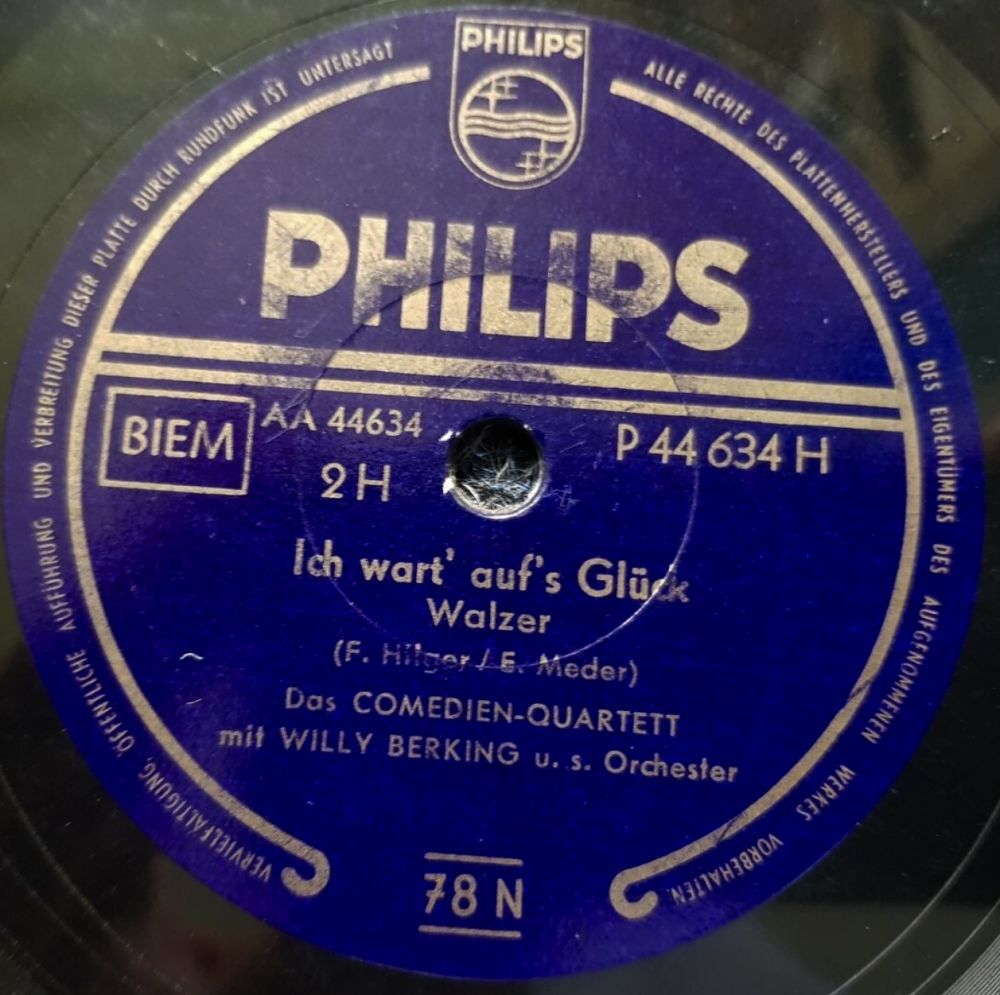 PHILIPS
ALLE RECHTE DES PLATTENHERSTELLERS UND DES EIGENTÜMERS DES AUFGENOMMENEN WERKES VORBEHALTEN.
VERVIELFÄLTIGUNG, ÖFFENTLICHE AUFFÜHRUNG UND VERBREITUNG DIESER PLATTE DURCH RUNDFUNK IST UNTERSAGT
PHILIPS
BIEM
AA 44634
2 H
P 44 634 H
Ich wart' auf's Glück
Walzer
(F. Hilger / E. Meder)
Das COMEDIEN-QUARTETT
mit WILLY BERKING u. s. Orchester
78 N